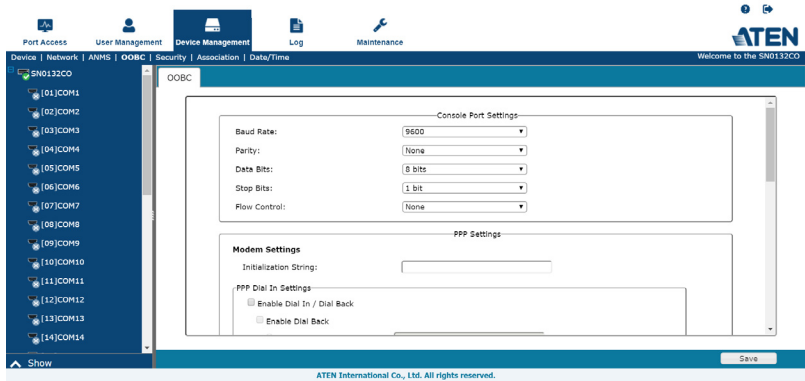 Port Access User Management Device Management Log Maintenance
ATEN
Device | Network | ANMS | OOBC | Security | Association | Date/Time
Welcome to the SN0132CO
SN0132CO
[01]COM1
[02]COM2
[03]COM3
[04]COM4
[05]COM5
[06]COM6
[07]COM7
[08]COM8
[09]COM9
[10]COM10
[11]COM11
[12]COM12
[13]COM13
[14]COM14
Show
OOBC
Console Port Settings
Baud Rate: 9600
Parity: None
Data Bits: 8 bits
Stop Bits: 1 bit
Flow Control: None
PPP Settings
Modem Settings
Initialization String:
PPP Dial In Settings
Enable Dial In / Dial Back
Enable Dial Back
Save
ATEN International Co., Ltd. All rights reserved.